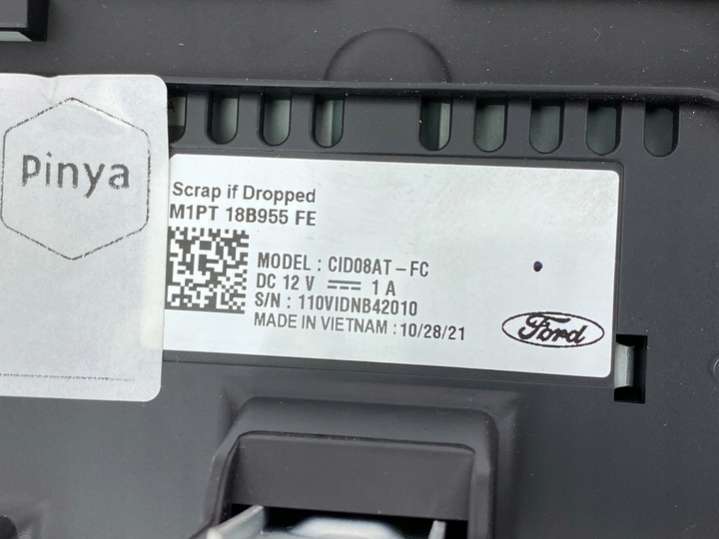 Pinya
Scrap if Dropped
M1PT 18B955 FE
MODEL : CID08AT-FC
DC 12 V ⎓ 1 A
S/N : 110VIDNB42010
MADE IN VIETNAM : 10/28/21
Ford